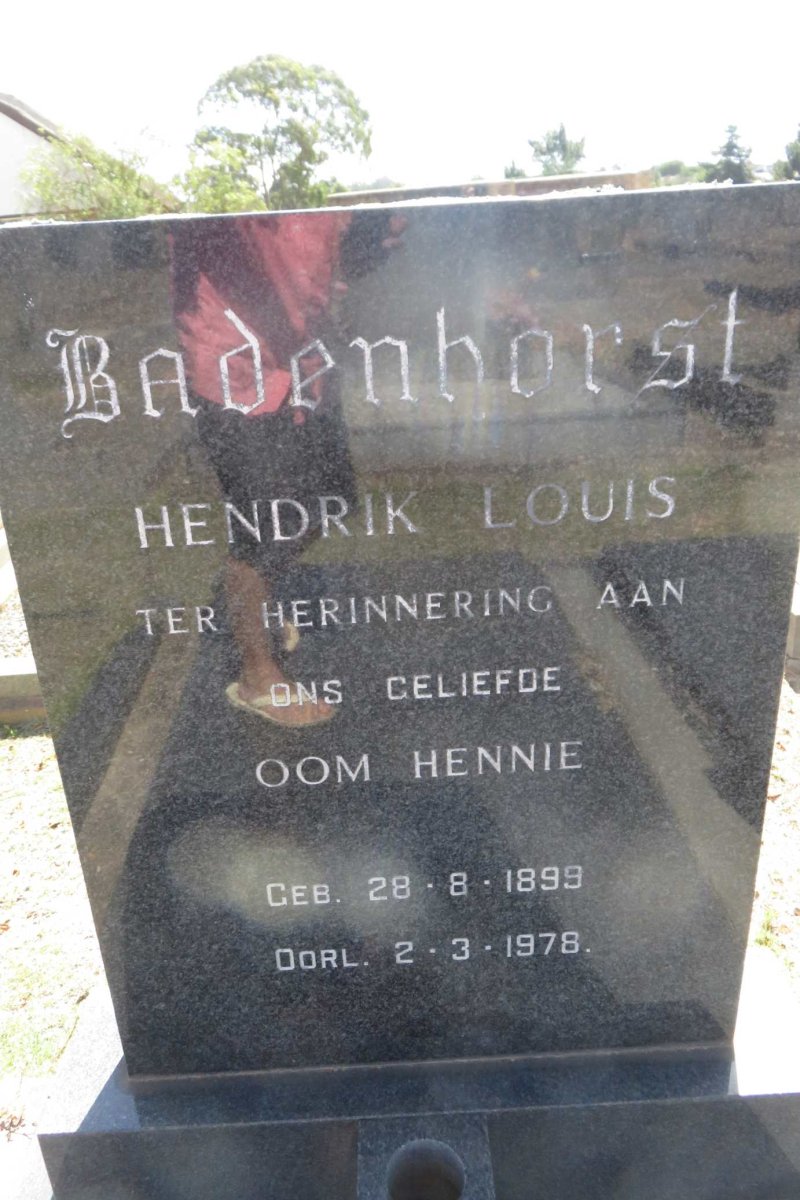 Badenhorst
HENDRIK LOUIS
TER HERINNERING AAN
ONS GELIEFDE
OOM HENNIE
GEB. 28 · 8 · 1899
OORL. 2 · 3 · 1978.